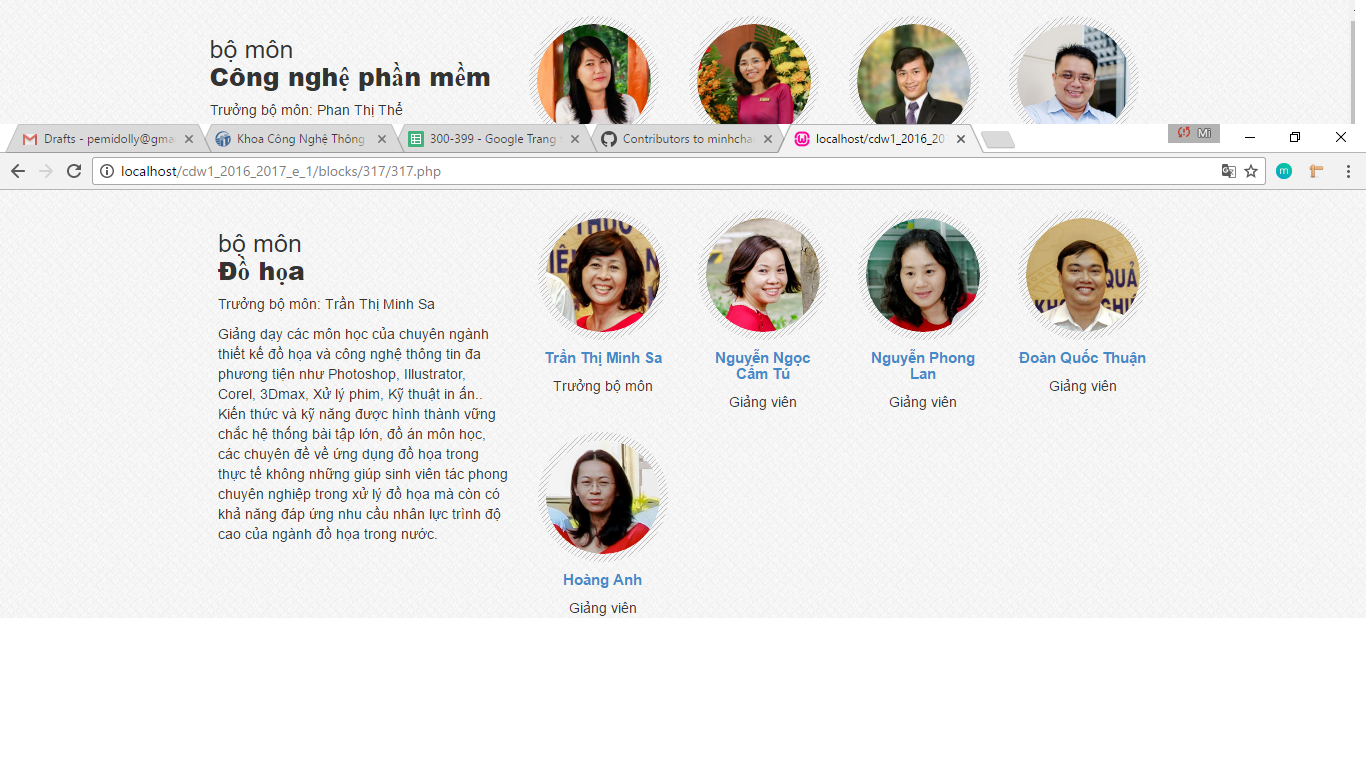 bộ môn
Công nghệ phần mềm
Trưởng bộ môn: Phan Thị Thể
Drafts - pemidolly@gma
Khoa Công Nghệ Thông
300-399 - Google Trang
Contributors to minhcha
localhost/cdw1_2016_20
Mi
localhost/cdw1_2016_2017_e_1/blocks/317/317.php
m
bộ môn
Đồ họa
Trưởng bộ môn: Trần Thị Minh Sa
Giảng dạy các môn học của chuyên ngành
thiết kế đồ họa và công nghệ thông tin đa
phương tiện như Photoshop, Illustrator,
Corel, 3Dmax, Xử lý phim, Kỹ thuật in ấn..
Kiến thức và kỹ năng được hình thành vững
chắc hệ thống bài tập lớn, đồ án môn học,
các chuyên đề về ứng dụng đồ họa trong
thực tế không những giúp sinh viên tác phong
chuyên nghiệp trong xử lý đồ họa mà còn có
khả năng đáp ứng nhu cầu nhân lực trình độ
cao của ngành đồ họa trong nước.
Trần Thị Minh Sa
Trưởng bộ môn
Nguyễn Ngọc
Cẩm Tú
Giảng viên
Nguyễn Phong
Lan
Giảng viên
Đoàn Quốc Thuận
Giảng viên
Hoàng Anh
Giảng viên